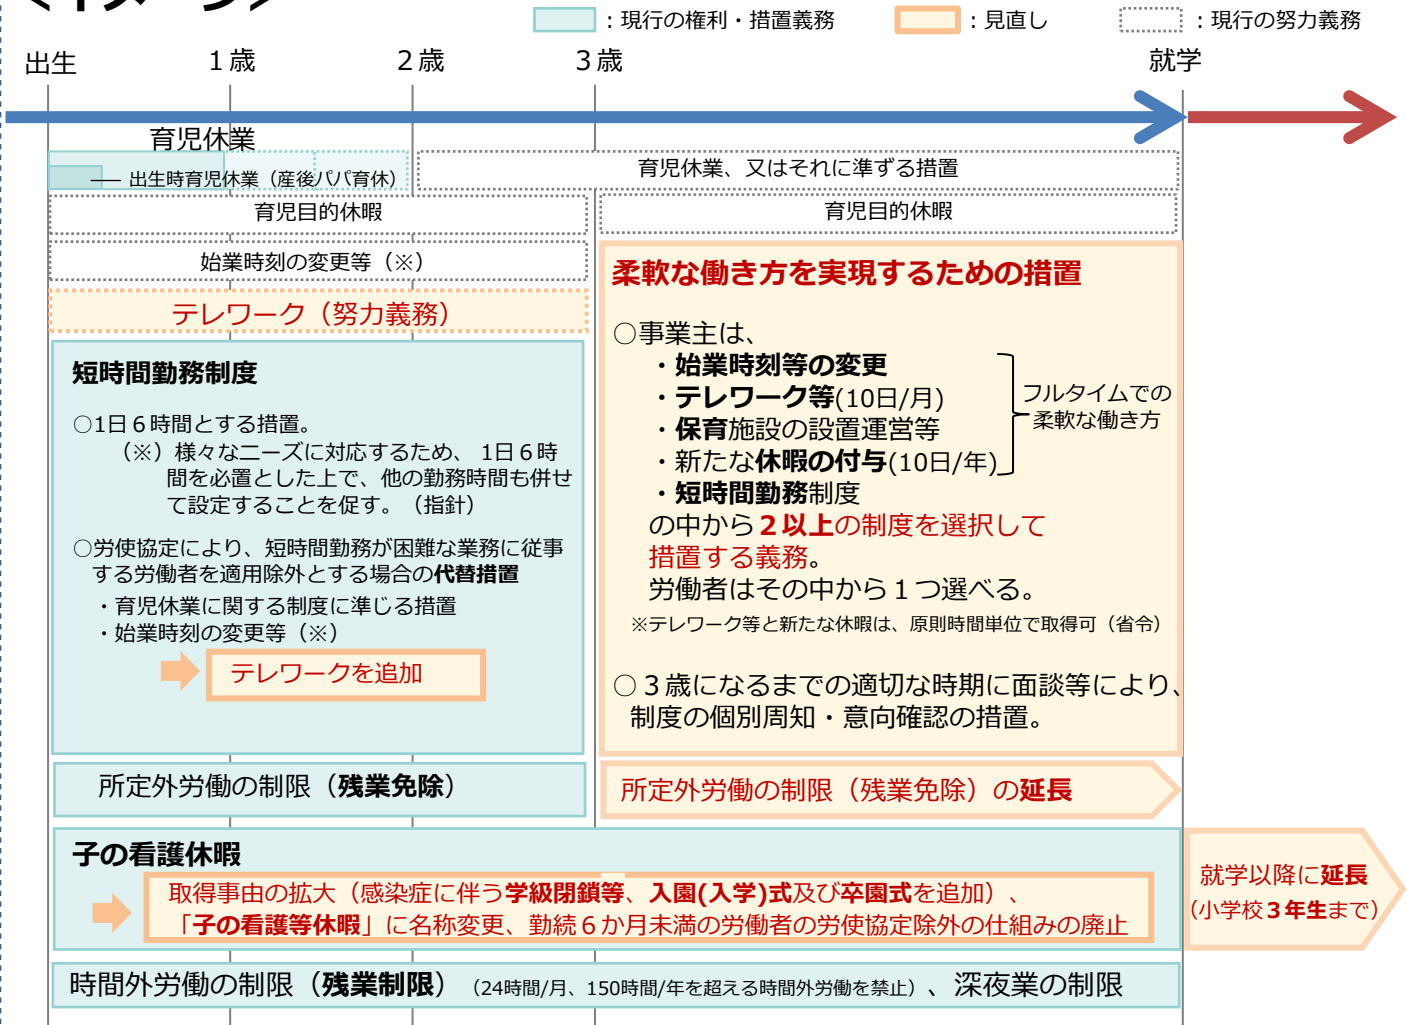 ＜イメージ＞
：現行の権利・措置義務
：見直し
：現行の努力義務
出生
１歳
２歳
３歳
就学
育児休業
出生時育児休業（産後パパ育休）
育児休業、又はそれに準ずる措置
育児目的休暇
育児目的休暇
始業時刻の変更等（※）
テレワーク（努力義務）
短時間勤務制度
○1日６時間とする措置。
（※）様々なニーズに対応するため、 1日６時
間を必置とした上で、他の勤務時間も併せ
て設定することを促す。（指針）
○労使協定により、短時間勤務が困難な業務に従事
する労働者を適用除外とする場合の代替措置
・育児休業に関する制度に準じる措置
・始業時刻の変更等（※）
テレワークを追加
柔軟な働き方を実現するための措置
○事業主は、
・始業時刻等の変更
・テレワーク等(10日/月)
・保育施設の設置運営等
・新たな休暇の付与(10日/年)
・短時間勤務制度
フルタイムでの
柔軟な働き方
の中から２以上の制度を選択して
措置する義務。
労働者はその中から１つ選べる。
※テレワーク等と新たな休暇は、原則時間単位で取得可（省令）
○３歳になるまでの適切な時期に面談等により、
制度の個別周知・意向確認の措置。
所定外労働の制限（残業免除）
所定外労働の制限（残業免除）の延長
子の看護休暇
取得事由の拡大（感染症に伴う学級閉鎖等、入園(入学)式及び卒園式を追加）、
「子の看護等休暇」に名称変更、勤続６か月未満の労働者の労使協定除外の仕組みの廃止
就学以降に延長
（小学校３年生まで）
時間外労働の制限（残業制限）（24時間/月、150時間/年を超える時間外労働を禁止）、深夜業の制限